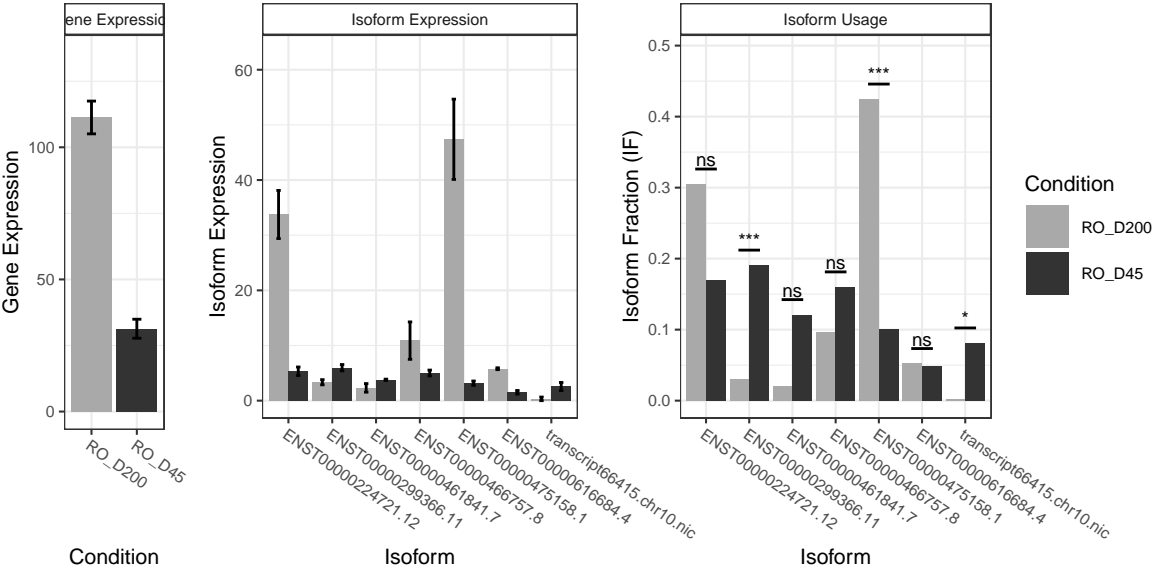 ene Expressio
Gene Expression
100
50
0
RO_D200
RO_D45
Condition
Isoform Expression
Isoform Expression
60
40
20
0
ENST00000224721.12
ENST00000299366.11
ENST00000461841.7
ENST00000466757.8
ENST00000475158.1
ENST00000616684.4
transcript66415.chr10.nic
Isoform
Isoform Usage
Isoform Fraction (IF)
0.5
0.4
0.3
0.2
0.1
0.0
ns
***
ns
ns
***
ns
*
ENST00000224721.12
ENST00000299366.11
ENST00000461841.7
ENST00000466757.8
ENST00000475158.1
ENST00000616684.4
transcript66415.chr10.nic
Isoform
Condition
RO_D200
RO_D45